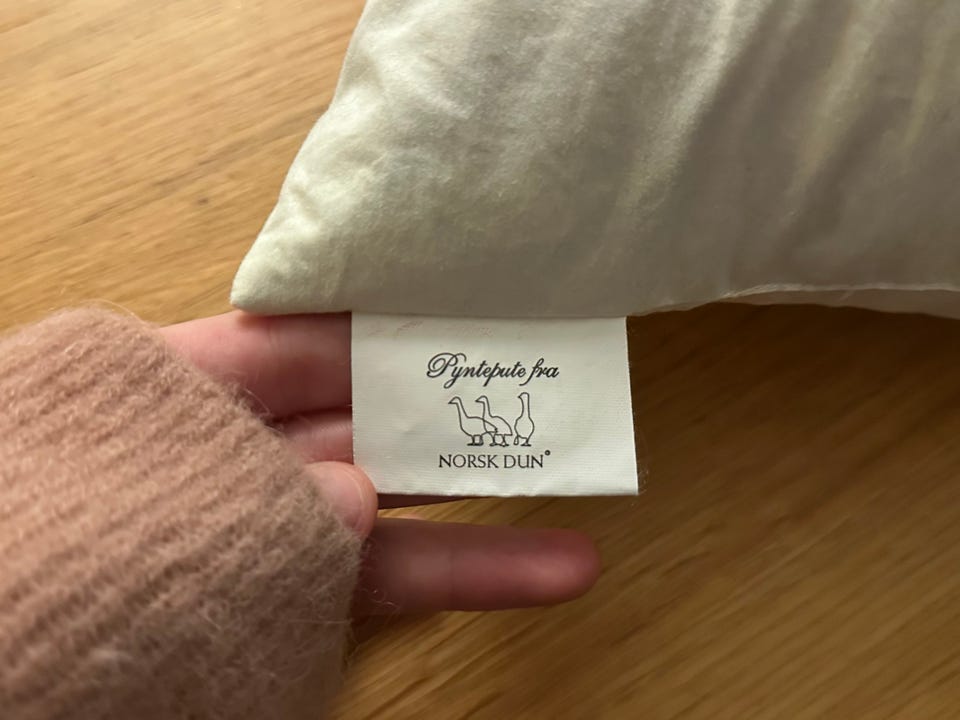 Pyntepute fra
NORSK DUN®